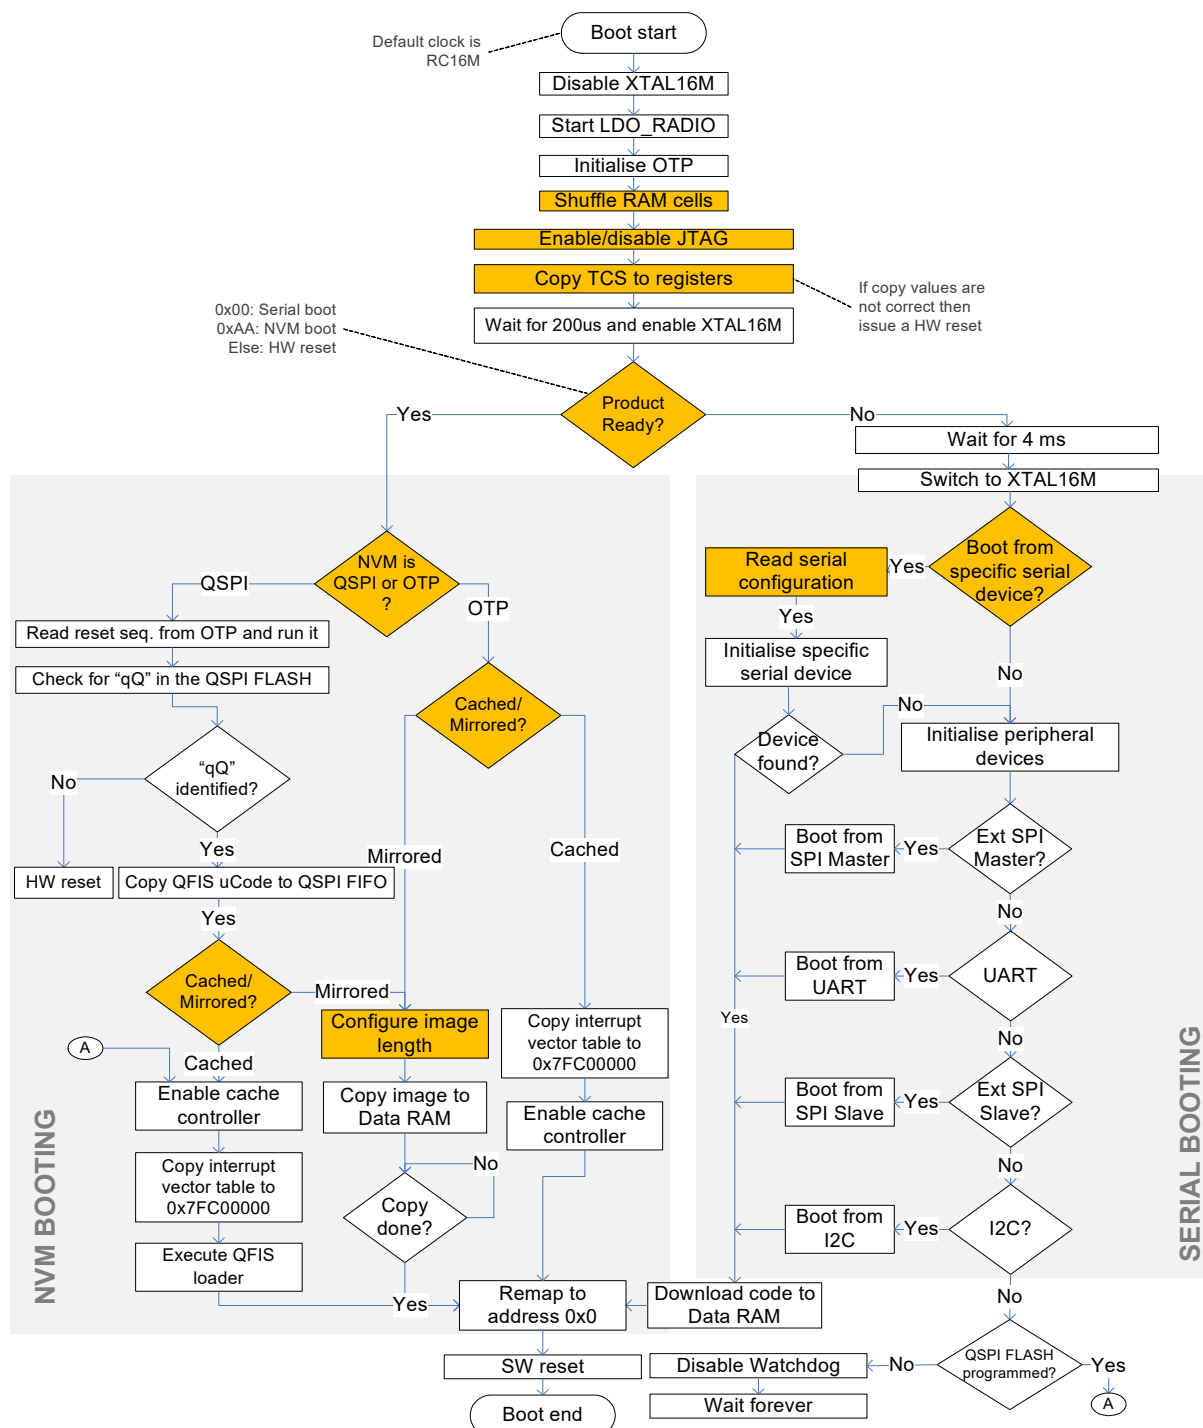 Boot start
Default clock is
RC16M
Disable XTAL16M
Start LDO_RADIO
Initialise OTP
Shuffle RAM cells
Enable/disable JTAG
Copy TCS to registers
If copy values are
not correct then
issue a HW reset
0x00: Serial boot
0xAA: NVM boot
Else: HW reset
Wait for 200us and enable XTAL16M
Product
Ready?
Yes
No
Wait for 4 ms
Switch to XTAL16M
NVM is
QSPI or OTP
?
QSPI
OTP
Read reset seq. from OTP and run it
Check for “qQ” in the QSPI FLASH
“qQ”
identified?
No
Yes
HW reset
Copy QFIS uCode to QSPI FIFO
Yes
Cached/
Mirrored?
Mirrored
Cached
Cached/
Mirrored?
Mirrored
Cached
A
Enable cache
controller
Copy interrupt
vector table to
0x7FC00000
Execute QFIS
loader
Configure image
length
Copy image to
Data RAM
Copy
done?
No
Yes
Copy interrupt
vector table to
0x7FC00000
Enable cache
controller
Remap to
address 0x0
SW reset
Boot end
NVM BOOTING
Boot from
specific serial
device?
Yes
No
Read serial
configuration
Yes
Initialise specific
serial device
Device
found?
No
Yes
Initialise peripheral
devices
Ext SPI
Master?
Yes
Boot from
SPI Master
No
UART
Yes
Boot from
UART
No
Ext SPI
Slave?
Yes
Boot from
SPI Slave
No
I2C?
Yes
Boot from
I2C
No
Download code to
Data RAM
QSPI FLASH
programmed?
No
Yes
A
Disable Watchdog
Wait forever
SERIAL BOOTING